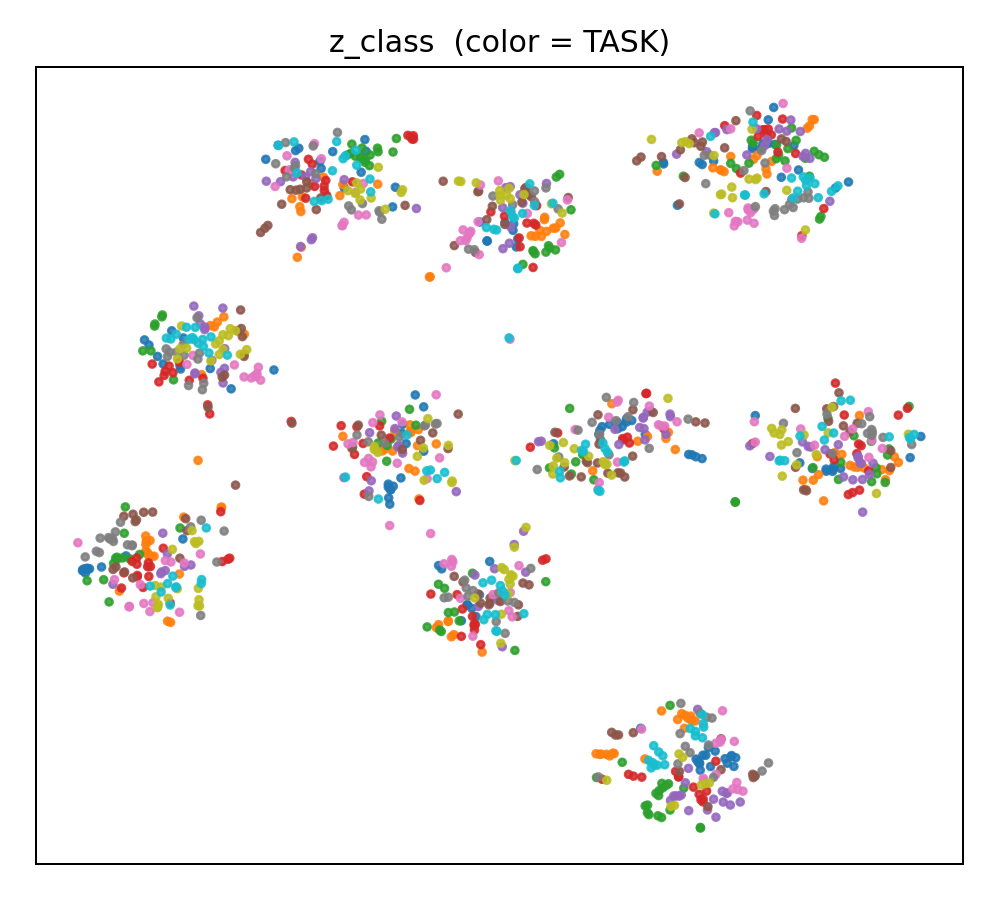 z_class (color = TASK)